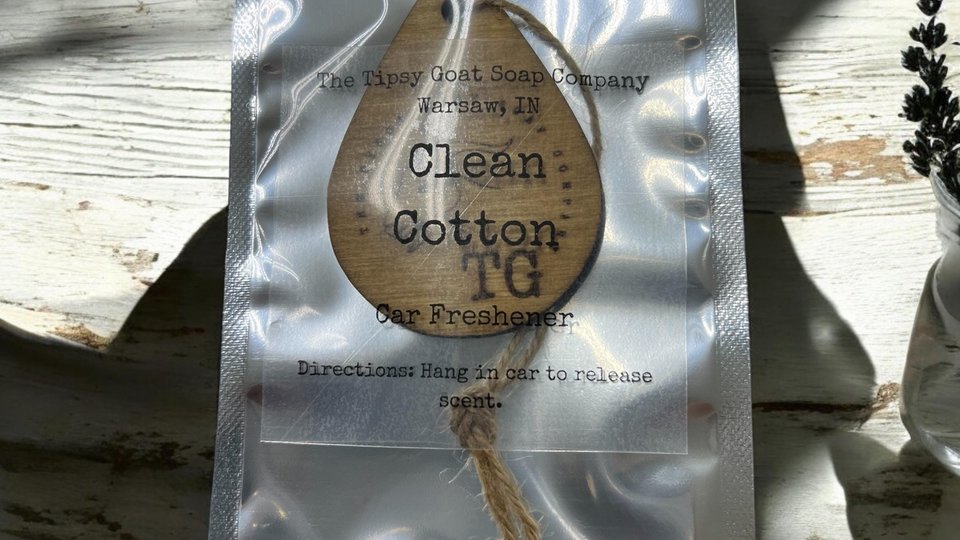 The Tipsy Goat Soap Company
Warsaw, IN
Clean
Cotton
TG
Car Freshener
Directions: Hang in car to release
scent.